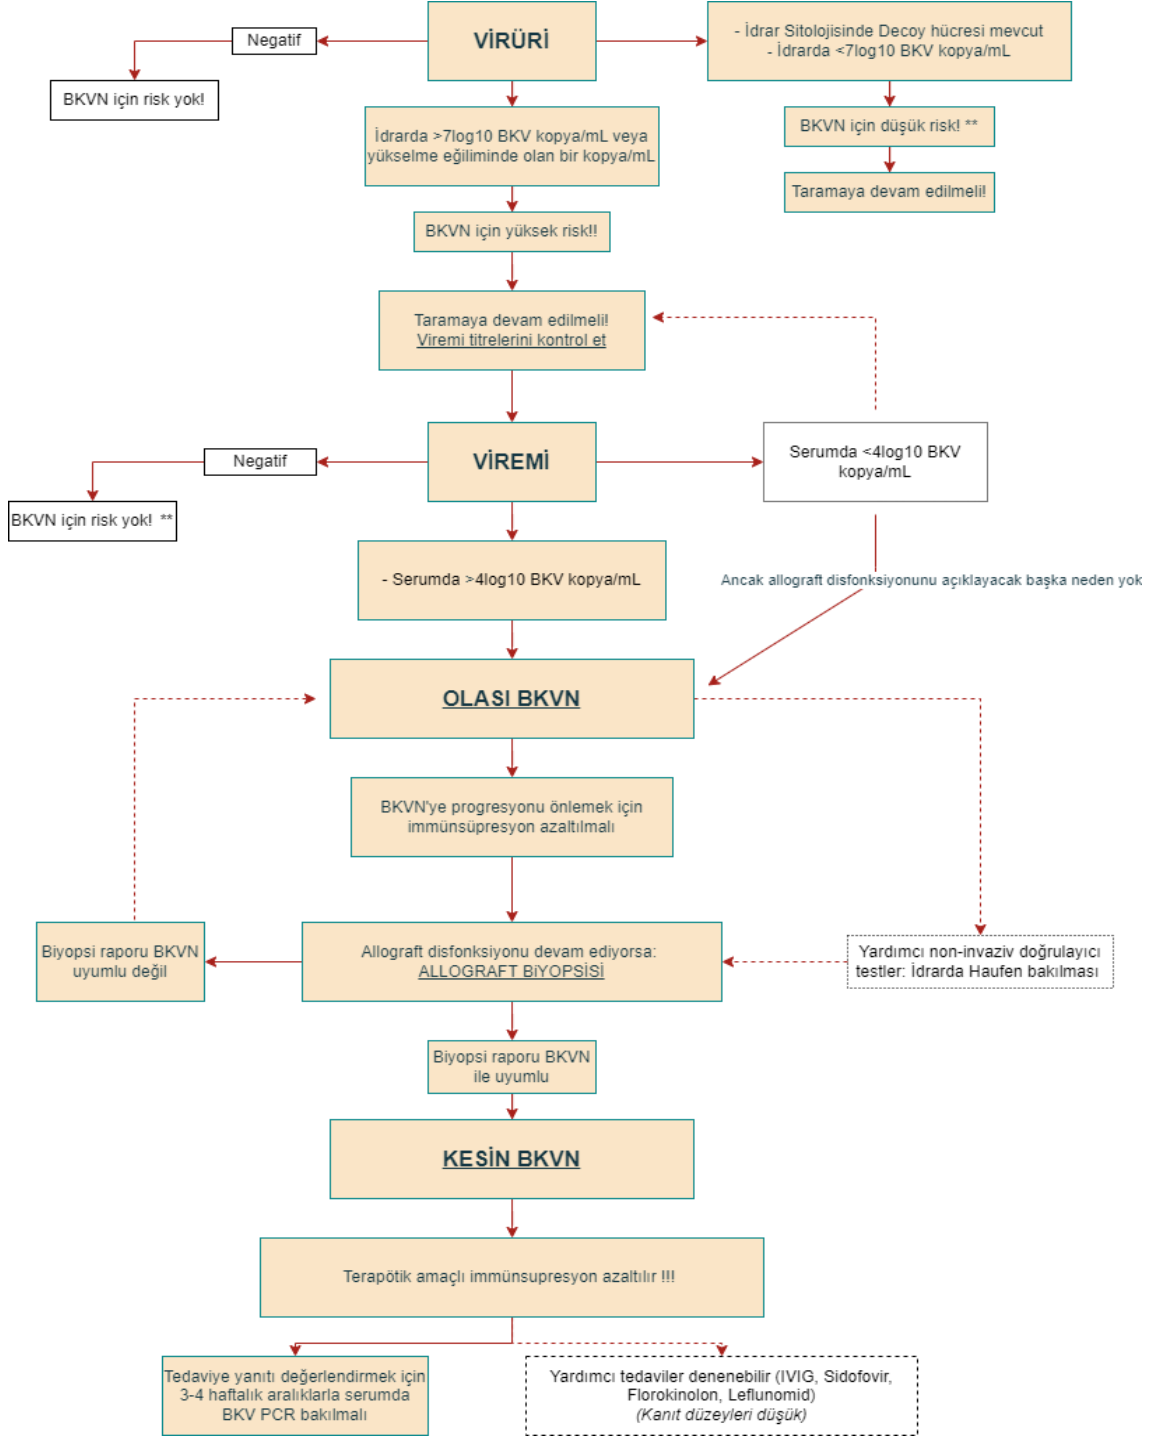 Negatif
VİRÜRİ
- İdrar Sitolojisinde Decoy hücresi mevcut
- İdrarda <7log10 BKV kopya/mL
BKVN için risk yok!
İdrarda >7log10 BKV kopya/mL veya
yükselme eğiliminde olan bir kopya/mL
BKVN için düşük risk! **
Taramaya devam edilmeli!
BKVN için yüksek risk!!
Taramaya devam edilmeli!
Viremi titrelerini kontrol et
Negatif
VİREMİ
Serumda <4log10 BKV
kopya/mL
BKVN için risk yok! **
- Serumda >4log10 BKV kopya/mL
Ancak allograft disfonksiyonunu açıklayacak başka neden yok
OLASI BKVN
BKVN'ye progresyonu önlemek için
immünsüpresyon azaltılmalı
Biyopsi raporu BKVN
uyumlu değil
Allograft disfonksiyonu devam ediyorsa:
ALLOGRAFT BİYOPSİSİ
Yardımcı non-invaziv doğrulayıcı
testler: İdrarda Haufen bakılması
Biyopsi raporu BKVN
ile uyumlu
KESİN BKVN
Terapötik amaçlı immünsupresyon azaltılır !!!
Tedaviye yanıtı değerlendirmek için
3-4 haftalık aralıklarla serumda
BKV PCR bakılmalı
Yardımcı tedaviler denenebilir (IVIG, Sidofovir,
Florokinolon, Leflunomid)
(Kanıt düzeyleri düşük)